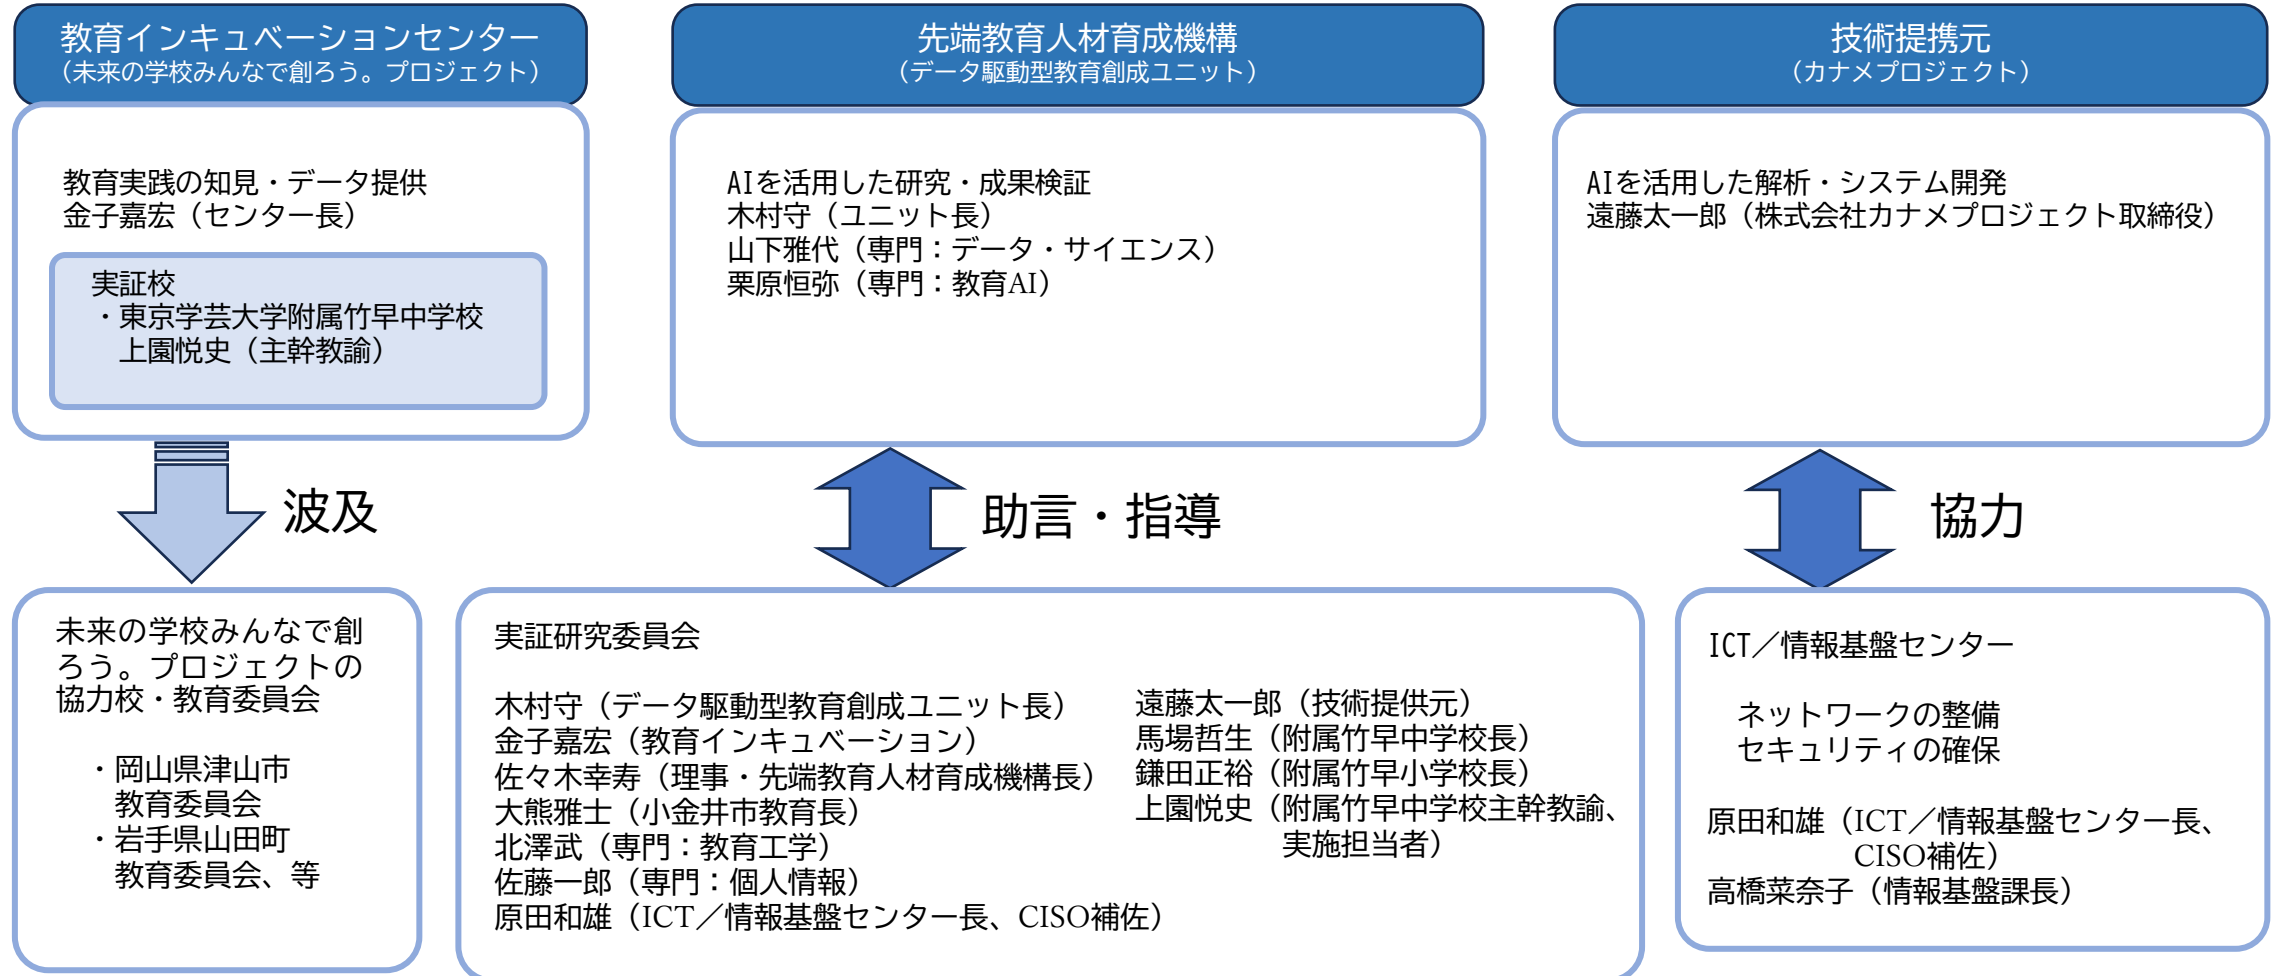 教育インキュベーションセンター
（未来の学校みんなで創ろう。プロジェクト）
教育実践の知見・データ提供
金子嘉宏（センター長）
実証校
・東京学芸大学附属竹早中学校
上園悦史（主幹教諭）
先端教育人材育成機構
（データ駆動型教育創成ユニット）
AIを活用した研究・成果検証
木村守（ユニット長）
山下雅代（専門：データ・サイエンス）
栗原恒弥（専門：教育AI）
技術提携元
（カナメプロジェクト）
AIを活用した解析・システム開発
遠藤太一郎（株式会社カナメプロジェクト取締役）
波及
助言・指導
協力
未来の学校みんなで創
ろう。プロジェクトの
協力校・教育委員会
・岡山県津山市
教育委員会
・岩手県山田町
教育委員会、等
実証研究委員会
木村守（データ駆動型教育創成ユニット長）
金子嘉宏（教育インキュベーション）
佐々木幸寿（理事・先端教育人材育成機構長）
大熊雅士（小金井市教育長）
北澤武（専門：教育工学）
佐藤一郎（専門：個人情報）
原田和雄（ICT／情報基盤センター長、CISO補佐）
遠藤太一郎（技術提供元）
馬場哲生（附属竹早中学校長）
鎌田正裕（附属竹早小学校長）
上園悦史（附属竹早中学校主幹教諭、
実施担当者）
ICT／情報基盤センター
ネットワークの整備
セキュリティの確保
原田和雄（ICT／情報基盤センター長、
CISO補佐）
高橋菜奈子（情報基盤課長）